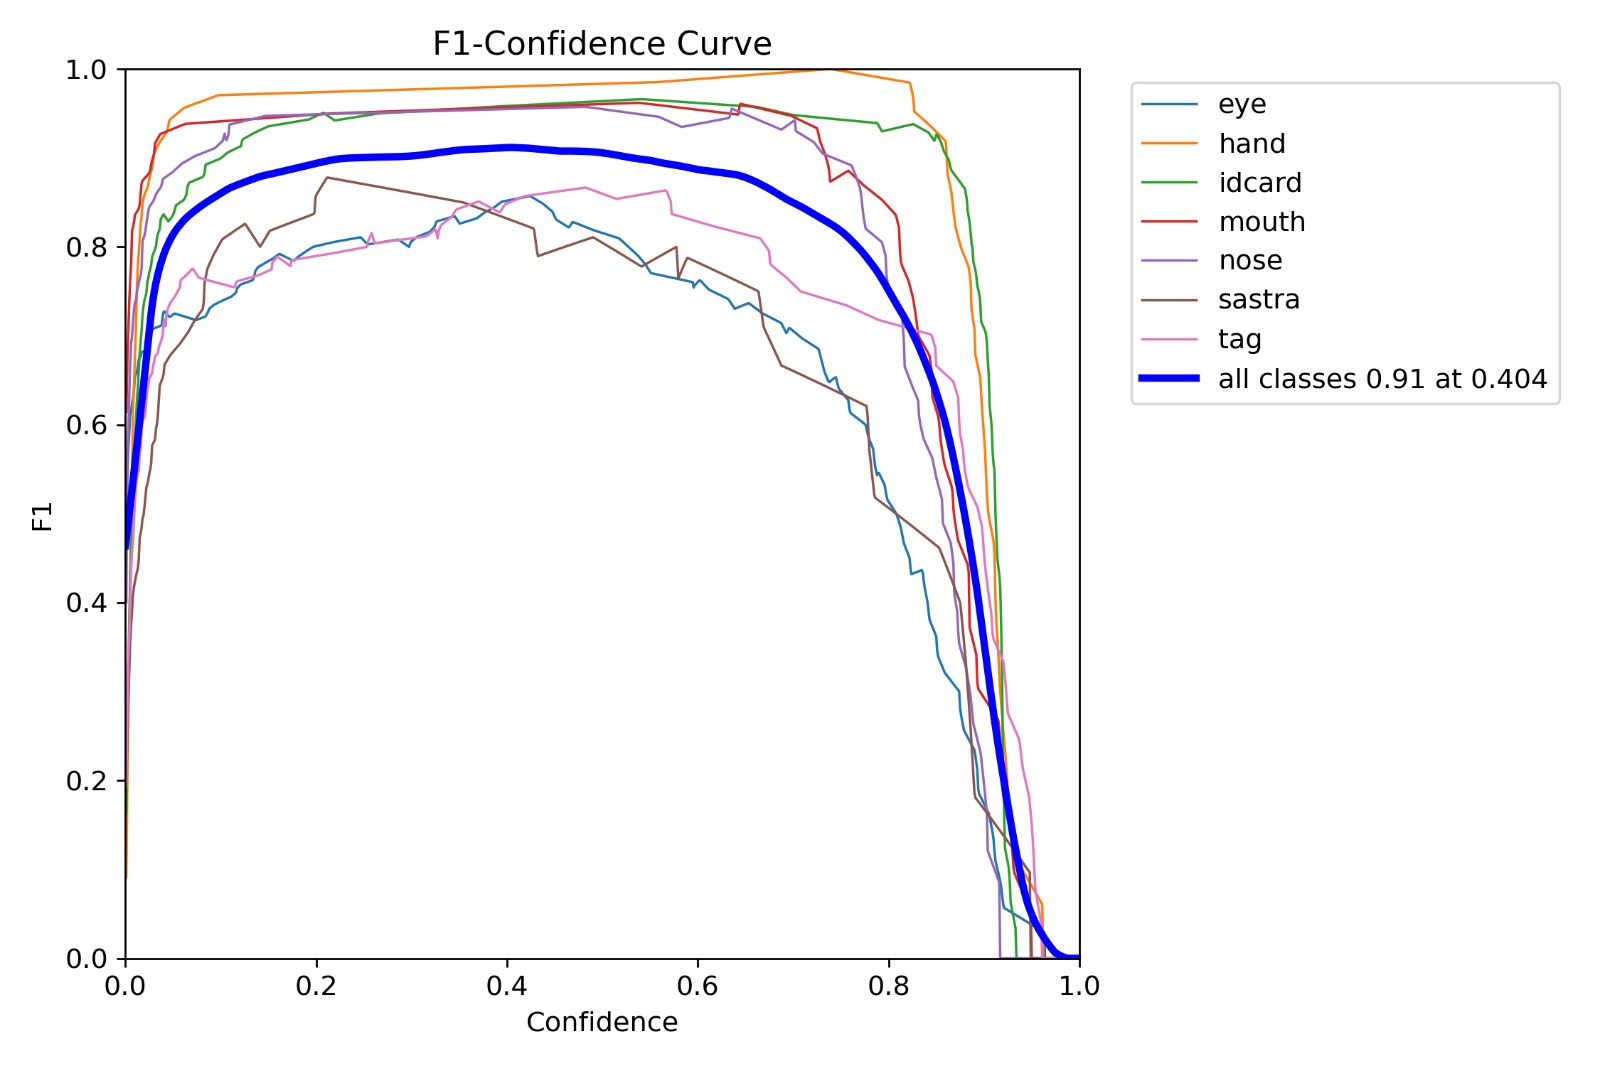 F1-Confidence Curve
1.0
0.8
0.6
0.4
0.2
0.0
F1
0.0 0.2 0.4 0.6 0.8 1.0
Confidence
eye
hand
idcard
mouth
nose
sastra
tag
all classes 0.91 at 0.404